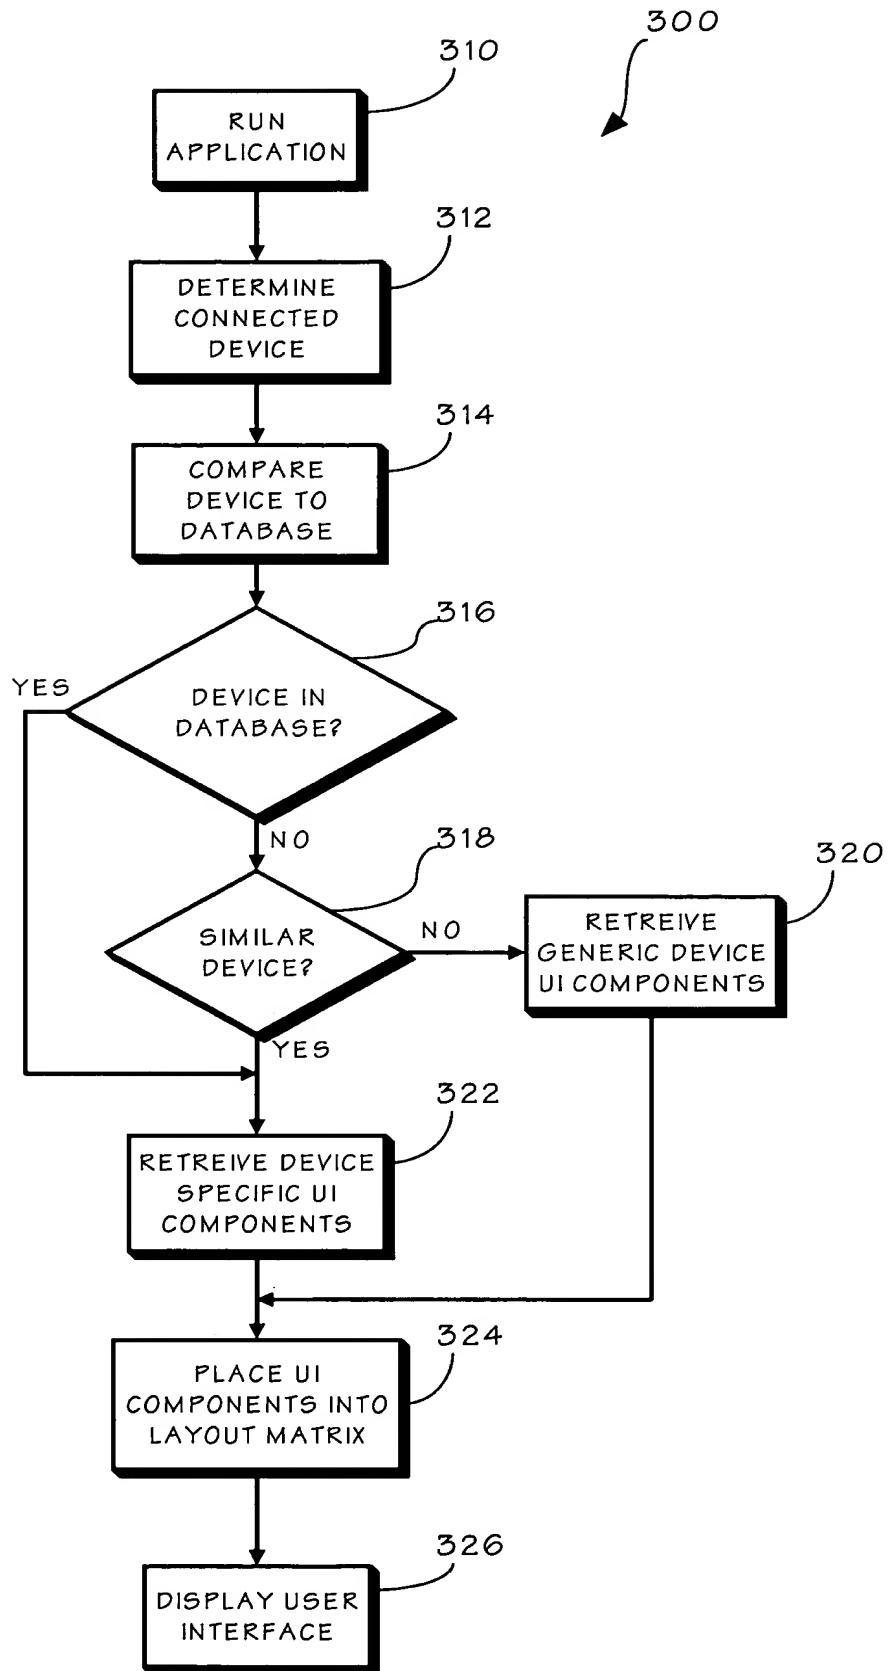 300
310
RUN
APPLICATION
312
DETERMINE
CONNECTED
DEVICE
314
COMPARE
DEVICE TO
DATABASE
316
YES
DEVICE IN
DATABASE?
NO
318
SIMILAR
DEVICE?
NO
320
RETREIVE
GENERIC DEVICE
UI COMPONENTS
YES
322
RETREIVE DEVICE
SPECIFIC UI
COMPONENTS
324
PLACE UI
COMPONENTS INTO
LAYOUT MATRIX
326
DISPLAY USER
INTERFACE